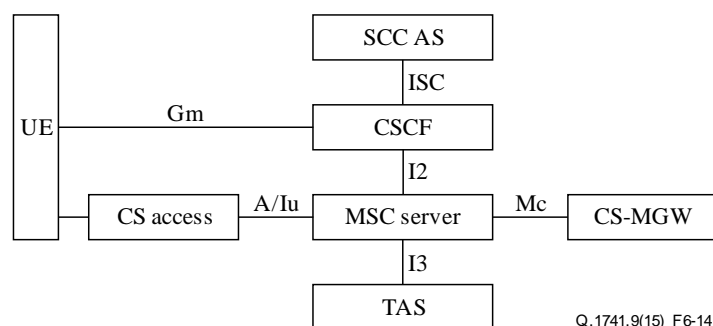 SCC AS
ISC
Gm
UE
CSCF
I2
CS access
A/Iu
MSC server
Mc
CS-MGW
I3
TAS
Q.1741.9(15)_F6-14